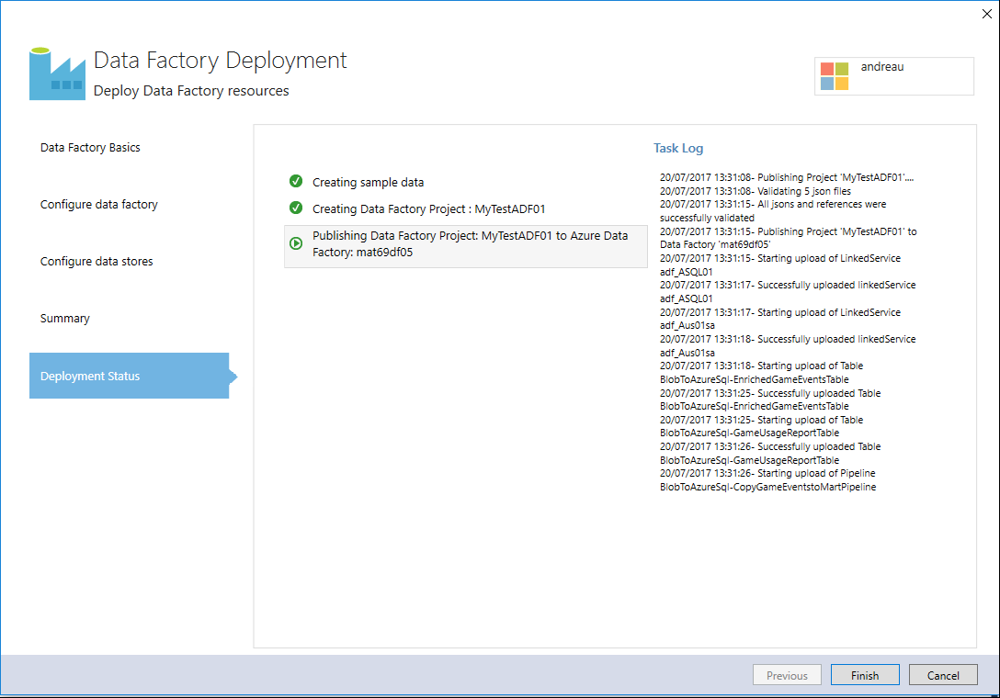 Data Factory Deployment
Deploy Data Factory resources
andreau
Data Factory Basics
Configure data factory
Configure data stores
Summary
Deployment Status
Creating sample data
Creating Data Factory Project : MyTestADF01
Publishing Data Factory Project: MyTestADF01 to Azure Data
Factory: mat69df05
Task Log
20/07/2017 13:31:08- Publishing Project 'MyTestADF01'....
20/07/2017 13:31:08- Validating 5 json files
20/07/2017 13:31:15- All jsons and references were
successfully validated
20/07/2017 13:31:15- Publishing Project 'MyTestADF01' to
Data Factory 'mat69df05'
20/07/2017 13:31:15- Starting upload of LinkedService
adf_ASQL01
20/07/2017 13:31:17- Successfully uploaded linkedService
adf_ASQL01
20/07/2017 13:31:17- Starting upload of LinkedService
adf_Aus01sa
20/07/2017 13:31:18- Successfully uploaded linkedService
adf_Aus01sa
20/07/2017 13:31:18- Starting upload of Table
BlobToAzureSql-EnrichedGameEventsTable
20/07/2017 13:31:25- Successfully uploaded Table
BlobToAzureSql-EnrichedGameEventsTable
20/07/2017 13:31:25- Starting upload of Table
BlobToAzureSql-GameUsageReportTable
20/07/2017 13:31:26- Successfully uploaded Table
BlobToAzureSql-GameUsageReportTable
20/07/2017 13:31:26- Starting upload of Pipeline
BlobToAzureSql-CopyGameEventstoMartPipeline
Previous
Finish
Cancel